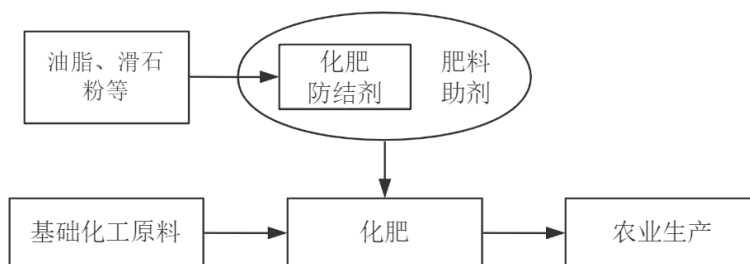 油脂、滑石
粉等
化肥
防结剂
肥料
助剂
基础化工原料
化肥
农业生产